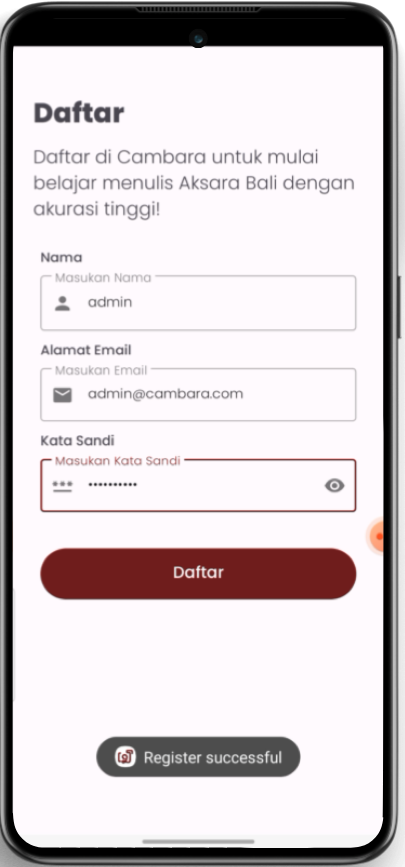 Daftar
Daftar di Cambara untuk mulai
belajar menulis Aksara Bali dengan
akurasi tinggi!
Nama
Masukan Nama
admin
Alamat Email
Masukan Email
admin@cambara.com
Kata Sandi
Masukan Kata Sandi
••••••••••
Daftar
Register successful